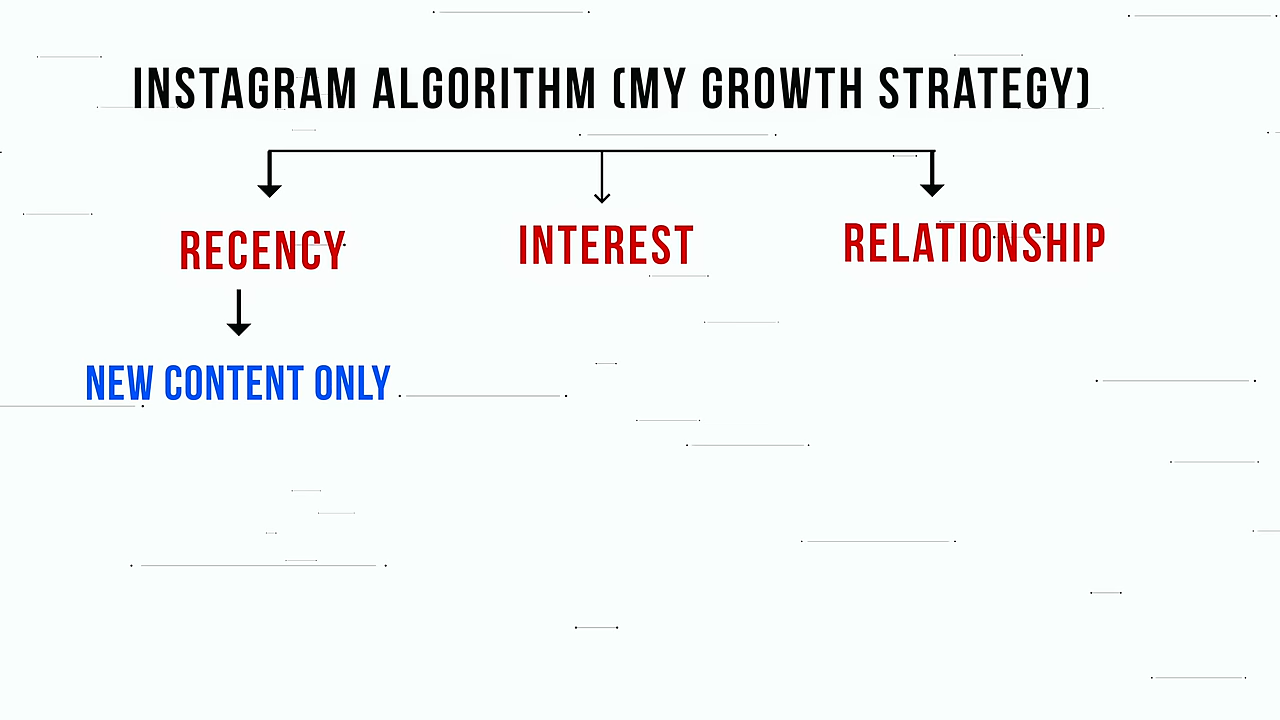 INSTAGRAM ALGORITHM (MY GROWTH STRATEGY)
RECENCY
INTEREST
RELATIONSHIP
NEW CONTENT ONLY